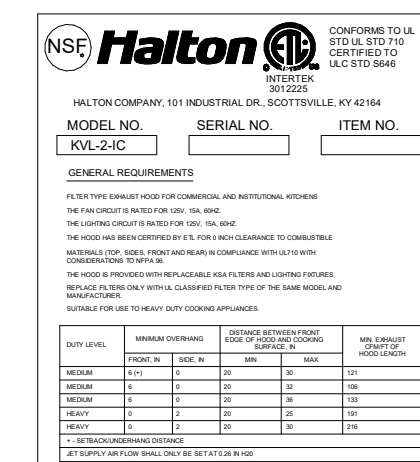 NSF Halton ETL
CONFORMS TO UL
STD UL STD 710
CERTIFIED TO
ULC STD S646
INTERTEK
3012225
HALTON COMPANY, 101 INDUSTRIAL DR., SCOTTSVILLE, KY 42164
MODEL NO. SERIAL NO. ITEM NO.
KVL-2-IC
GENERAL REQUIREMENTS
FILTER TYPE EXHAUST HOOD FOR COMMERCIAL AND INSTITUTIONAL KITCHENS
THE FAN CIRCUIT IS RATED FOR 125V, 15A, 60HZ.
THE LIGHTING CIRCUIT IS RATED FOR 125V, 15A, 60HZ.
THE HOOD HAS BEEN CERTIFIED BY ETL FOR 0 INCH CLEARANCE TO COMBUSTIBLE
MATERIALS (TOP, SIDES, FRONT AND REAR) IN COMPLIANCE WITH UL710 WITH
CONSIDERATIONS TO NFPA 96.
THE HOOD IS PROVIDED WITH REPLACEABLE KSA FILTERS AND LIGHTING FIXTURES
REPLACE FILTERS ONLY WITH UL CLASSIFIED FILTER TYPE OF THE SAME MODEL AND
MANUFACTURER.
SUITABLE FOR USE TO HEAVY DUTY COOKING APPLIANCES.
DUTY LEVEL
MINIMUM OVERHANG
DISTANCE BETWEEN FRONT
EDGE OF HOOD AND COOKING
SURFACE, IN
MIN. EXHAUST
CFM/FT OF
HOOD LENGTH
FRONT, IN SIDE, IN MIN MAX
MEDIUM 6 (+) 0 20 30 121
MEDIUM 6 0 20 32 106
MEDIUM 6 0 20 36 133
HEAVY 0 2 20 25 191
HEAVY 0 2 20 30 216
+ - SETBACK/UNDERHANG DISTANCE
JET SUPPLY AIR FLOW SHALL ONLY BE SET AT 0.26 IN H20